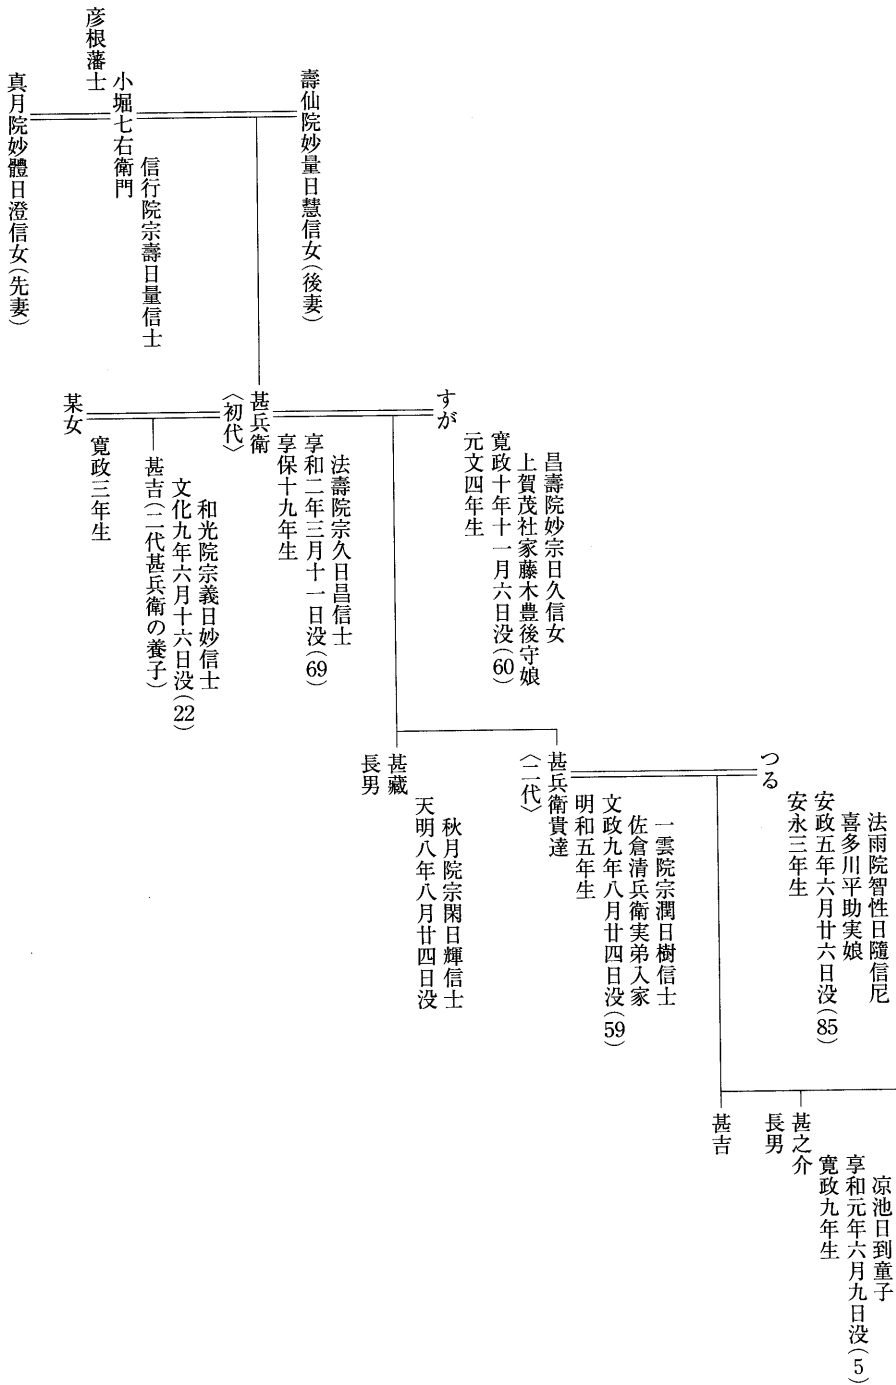 法雨院智性日隨信尼
喜多川平助実娘
安政五年六月廿六日没(85)
安永三年生
つる
涼池日到童子
享和元年六月九日没(5)
寛政九年生
甚之介
長男
甚吉
一雲院宗潤日樹信士
佐倉清兵衛実弟入家
文政九年八月廿四日没(59)
明和五年生
甚兵衛貴達
〈二代〉
昌壽院妙宗日久信女
上賀茂社家藤木豊後守娘
寛政十年十一月六日没(60)
元文四年生
すが
秋月院宗閑日輝信士
天明八年八月廿四日没
甚藏
長男
法壽院宗久日昌信士
享和二年三月十一日没(69)
享保十九年生
甚兵衛
〈初代〉
和光院宗義日妙信士
文化九年六月十六日没(22)
甚吉(二代甚兵衛の養子)
寛政三年生
某女
壽仙院妙量日慧信女(後妻)
信行院宗壽日量信士
小堀七右衛門
彦根藩士
真月院妙體日澄信女(先妻)